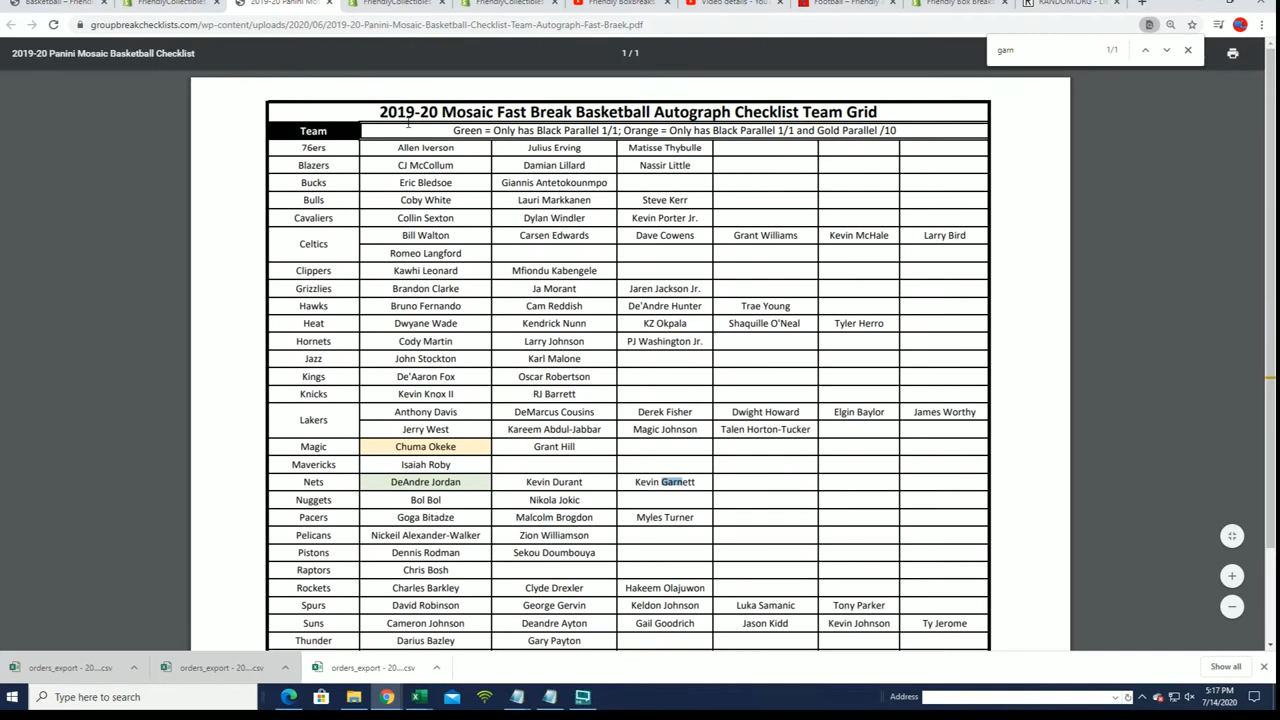 Basketball – F
FriendlyCollectibles
2019-20 Panini Mosaic
FriendlyCollectibles
FriendlyCollectibles
Friendly BoxBreaks
Video details - YouT
Football – Friendly
Friendly Box Breaks
RANDOM.ORG - Li
groupbreakchecklists.com/wp-content/uploads/2020/06/2019-20-Panini-Mosaic-Basketball-Checklist-Team-Autograph-Fast-Braek.pdf
garn 1/1
2019-20 Panini Mosaic Basketball Checklist 1 / 1
2019-20 Mosaic Fast Break Basketball Autograph Checklist Team Grid
Team Green = Only has Black Parallel 1/1; Orange = Only has Black Parallel 1/1 and Gold Parallel /10
76ers Allen Iverson Julius Erving Matisse Thybulle
Blazers CJ McCollum Damian Lillard Nassir Little
Bucks Eric Bledsoe Giannis Antetokounmpo
Bulls Coby White Lauri Markkanen Steve Kerr
Cavaliers Collin Sexton Dylan Windler Kevin Porter Jr.
Celtics Bill Walton Carsen Edwards Dave Cowens Grant Williams Kevin McHale Larry Bird
Romeo Langford
Clippers Kawhi Leonard Mfiondu Kabengele
Grizzlies Brandon Clarke Ja Morant Jaren Jackson Jr.
Hawks Bruno Fernando Cam Reddish De'Andre Hunter Trae Young
Heat Dwyane Wade Kendrick Nunn KZ Okpala Shaquille O'Neal Tyler Herro
Hornets Cody Martin Larry Johnson PJ Washington Jr.
Jazz John Stockton Karl Malone
Kings De'Aaron Fox Oscar Robertson
Knicks Kevin Knox II RJ Barrett
Lakers Anthony Davis DeMarcus Cousins Derek Fisher Dwight Howard Elgin Baylor James Worthy
Jerry West Kareem Abdul-Jabbar Magic Johnson Talen Horton-Tucker
Magic Chuma Okeke Grant Hill
Mavericks Isaiah Roby
Nets DeAndre Jordan Kevin Durant Kevin Garnett
Nuggets Bol Bol Nikola Jokic
Pacers Goga Bitadze Malcolm Brogdon Myles Turner
Pelicans Nickeil Alexander-Walker Zion Williamson
Pistons Dennis Rodman Sekou Doumbouya
Raptors Chris Bosh
Rockets Charles Barkley Clyde Drexler Hakeem Olajuwon
Spurs David Robinson George Gervin Keldon Johnson Luka Samanic Tony Parker
Suns Cameron Johnson Deandre Ayton Gail Goodrich Jason Kidd Kevin Johnson Ty Jerome
Thunder Darius Bazley Gary Payton
orders_export - 20....csv
orders_export - 20....csv
orders_export - 20....csv
Show all
Type here to search
Address
5:17 PM
7/14/2020